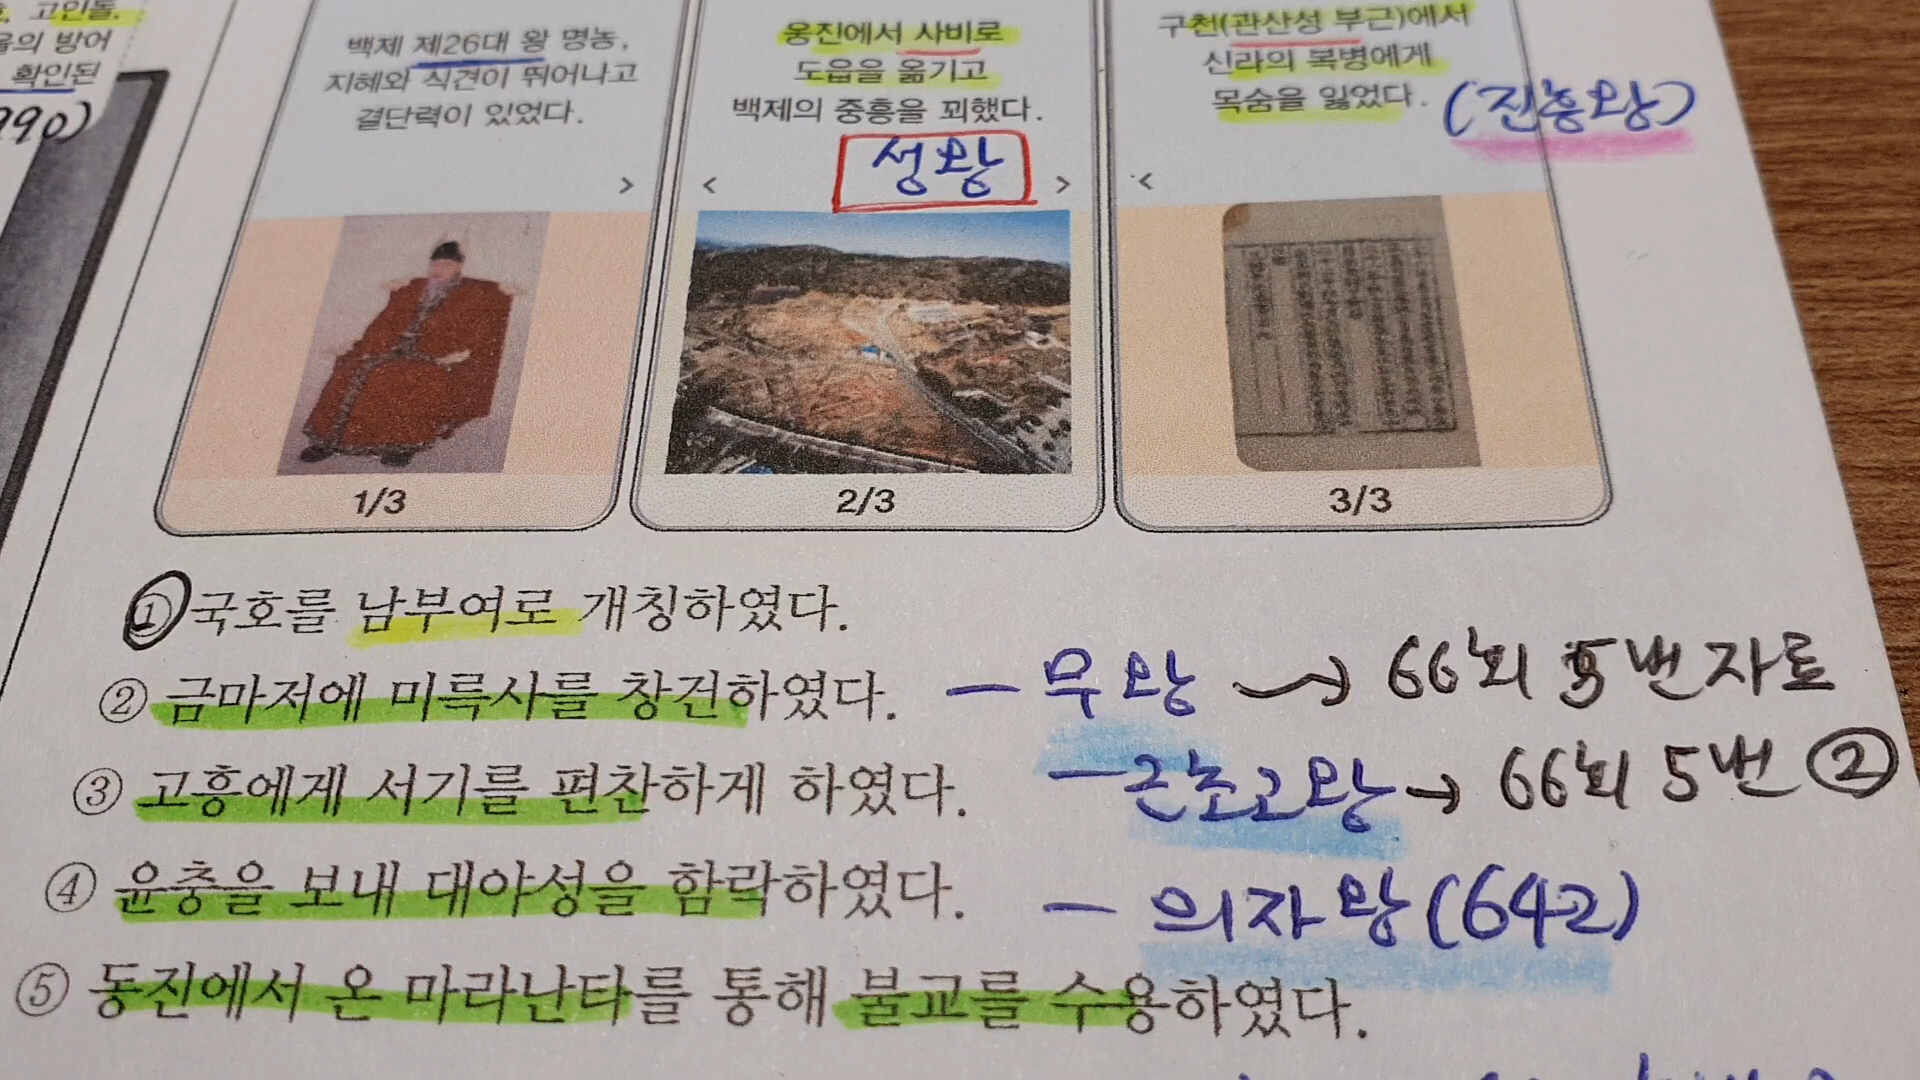 고인돌,
의 방어
확인된
990)
백제 제26대 왕 명농,
지혜와 식견이 뛰어나고
결단력이 있었다.
>
1/3
웅진에서 사비로
도읍을 옮기고
백제의 중흥을 꾀했다.
성왕
< >
2/3
구천(관산성 부근)에서
신라의 복병에게
목숨을 잃었다. (진흥왕)
<
3/3
① 국호를 남부여로 개칭하였다.
② 금마저에 미륵사를 창건하였다. – 무왕 → 66회 5번 자료
③ 고흥에게 서기를 편찬하게 하였다. – 근초고왕 → 66회 5번 ②
④ 윤충을 보내 대야성을 함락하였다. – 의자왕(642)
⑤ 동진에서 온 마라난타를 통해 불교를 수용하였다.